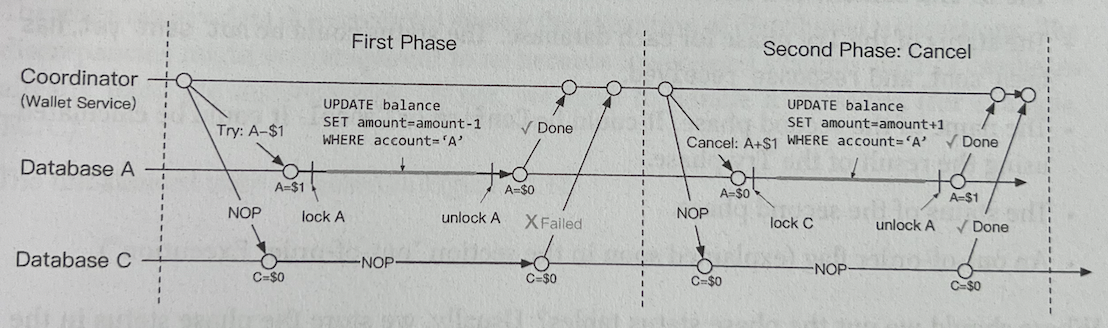 First Phase
Second Phase: Cancel
Coordinator
(Wallet Service)
UPDATE balance
SET amount=amount-1
WHERE account='A'
Try: A-$1
✓ Done
UPDATE balance
SET amount=amount+1
WHERE account='A'
Cancel: A+$1
✓ Done
Database A
A=$1
A=$0
A=$0
A=$1
NOP
lock A
unlock A
X Failed
NOP
lock C
unlock A
✓ Done
Database C
NOP
NOP
C=$0
C=$0
C=$0
C=$0